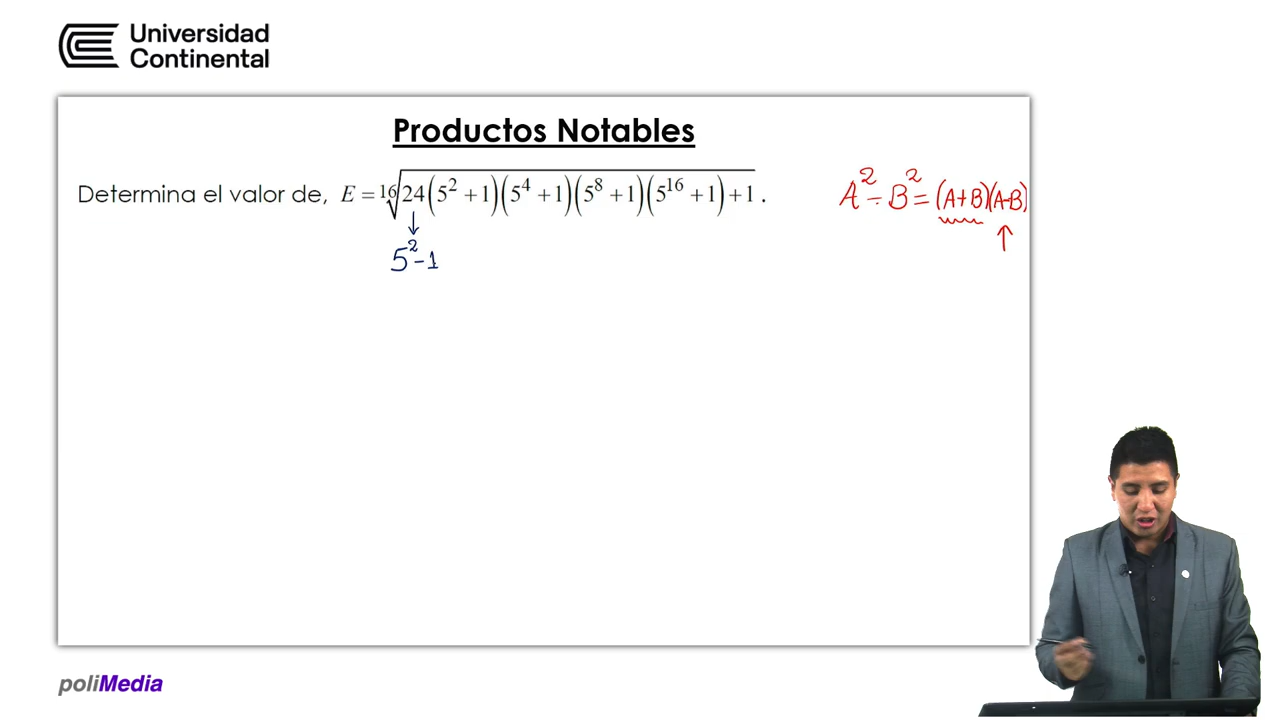 Universidad
Continental
Productos Notables
Determina el valor de, E = ¹⁶√24(5² + 1)(5⁴ + 1)(5⁸ + 1)(5¹⁶ + 1) + 1 .
A² - B² = (A+B)(A-B)
↓
↑
5² - 1
poliMedia